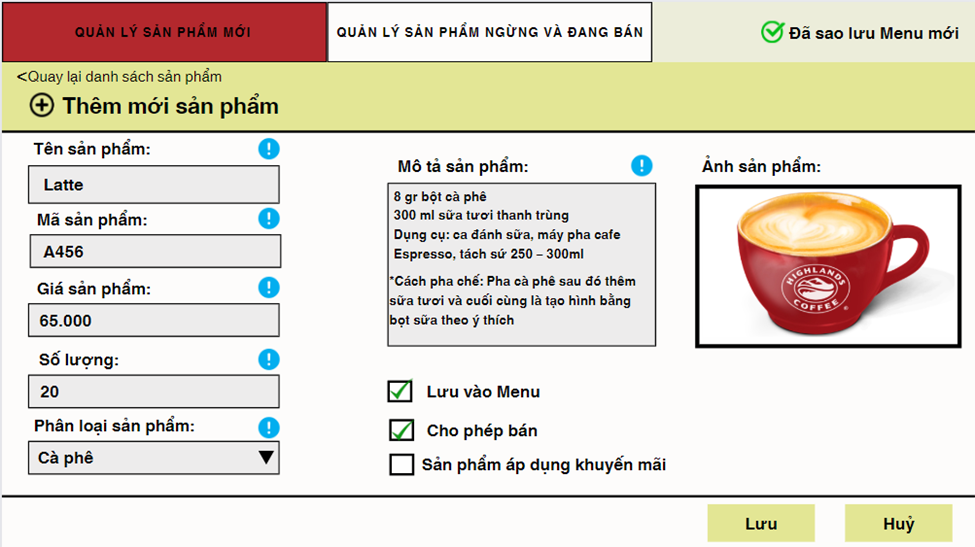 QUẢN LÝ SẢN PHẨM MỚI
QUẢN LÝ SẢN PHẨM NGỪNG VÀ ĐANG BÁN
Đã sao lưu Menu mới
<Quay lại danh sách sản phẩm
Thêm mới sản phẩm
Tên sản phẩm:
Latte
Mã sản phẩm:
A456
Giá sản phẩm:
65.000
Số lượng:
20
Phân loại sản phẩm:
Cà phê
Mô tả sản phẩm:
8 gr bột cà phê
300 ml sữa tươi thanh trùng
Dụng cụ: ca đánh sữa, máy pha cafe
Espresso, tách sứ 250 – 300ml
*Cách pha chế: Pha cà phê sau đó thêm
sữa tươi và cuối cùng là tạo hình bằng
bọt sữa theo ý thích
Lưu vào Menu
Cho phép bán
Sản phẩm áp dụng khuyến mãi
Ảnh sản phẩm:
HIGHLANDS
COFFEE
Lưu
Huỷ